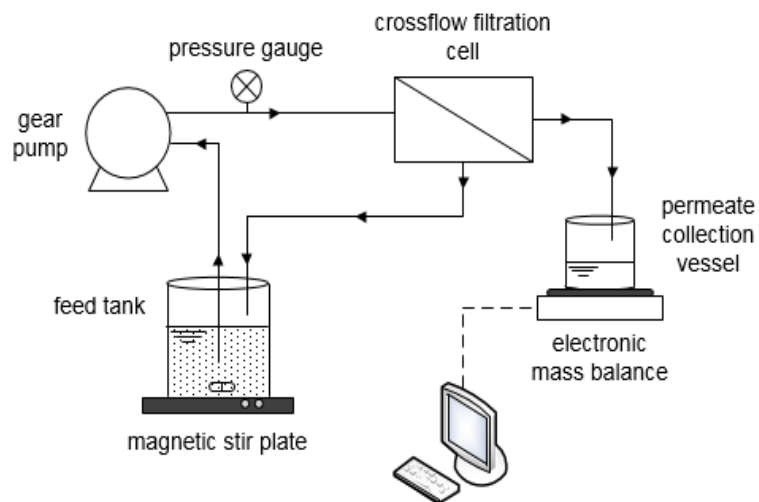 crossflow filtration
cell
pressure gauge
gear
pump
permeate
collection
vessel
feed tank
electronic
mass balance
magnetic stir plate